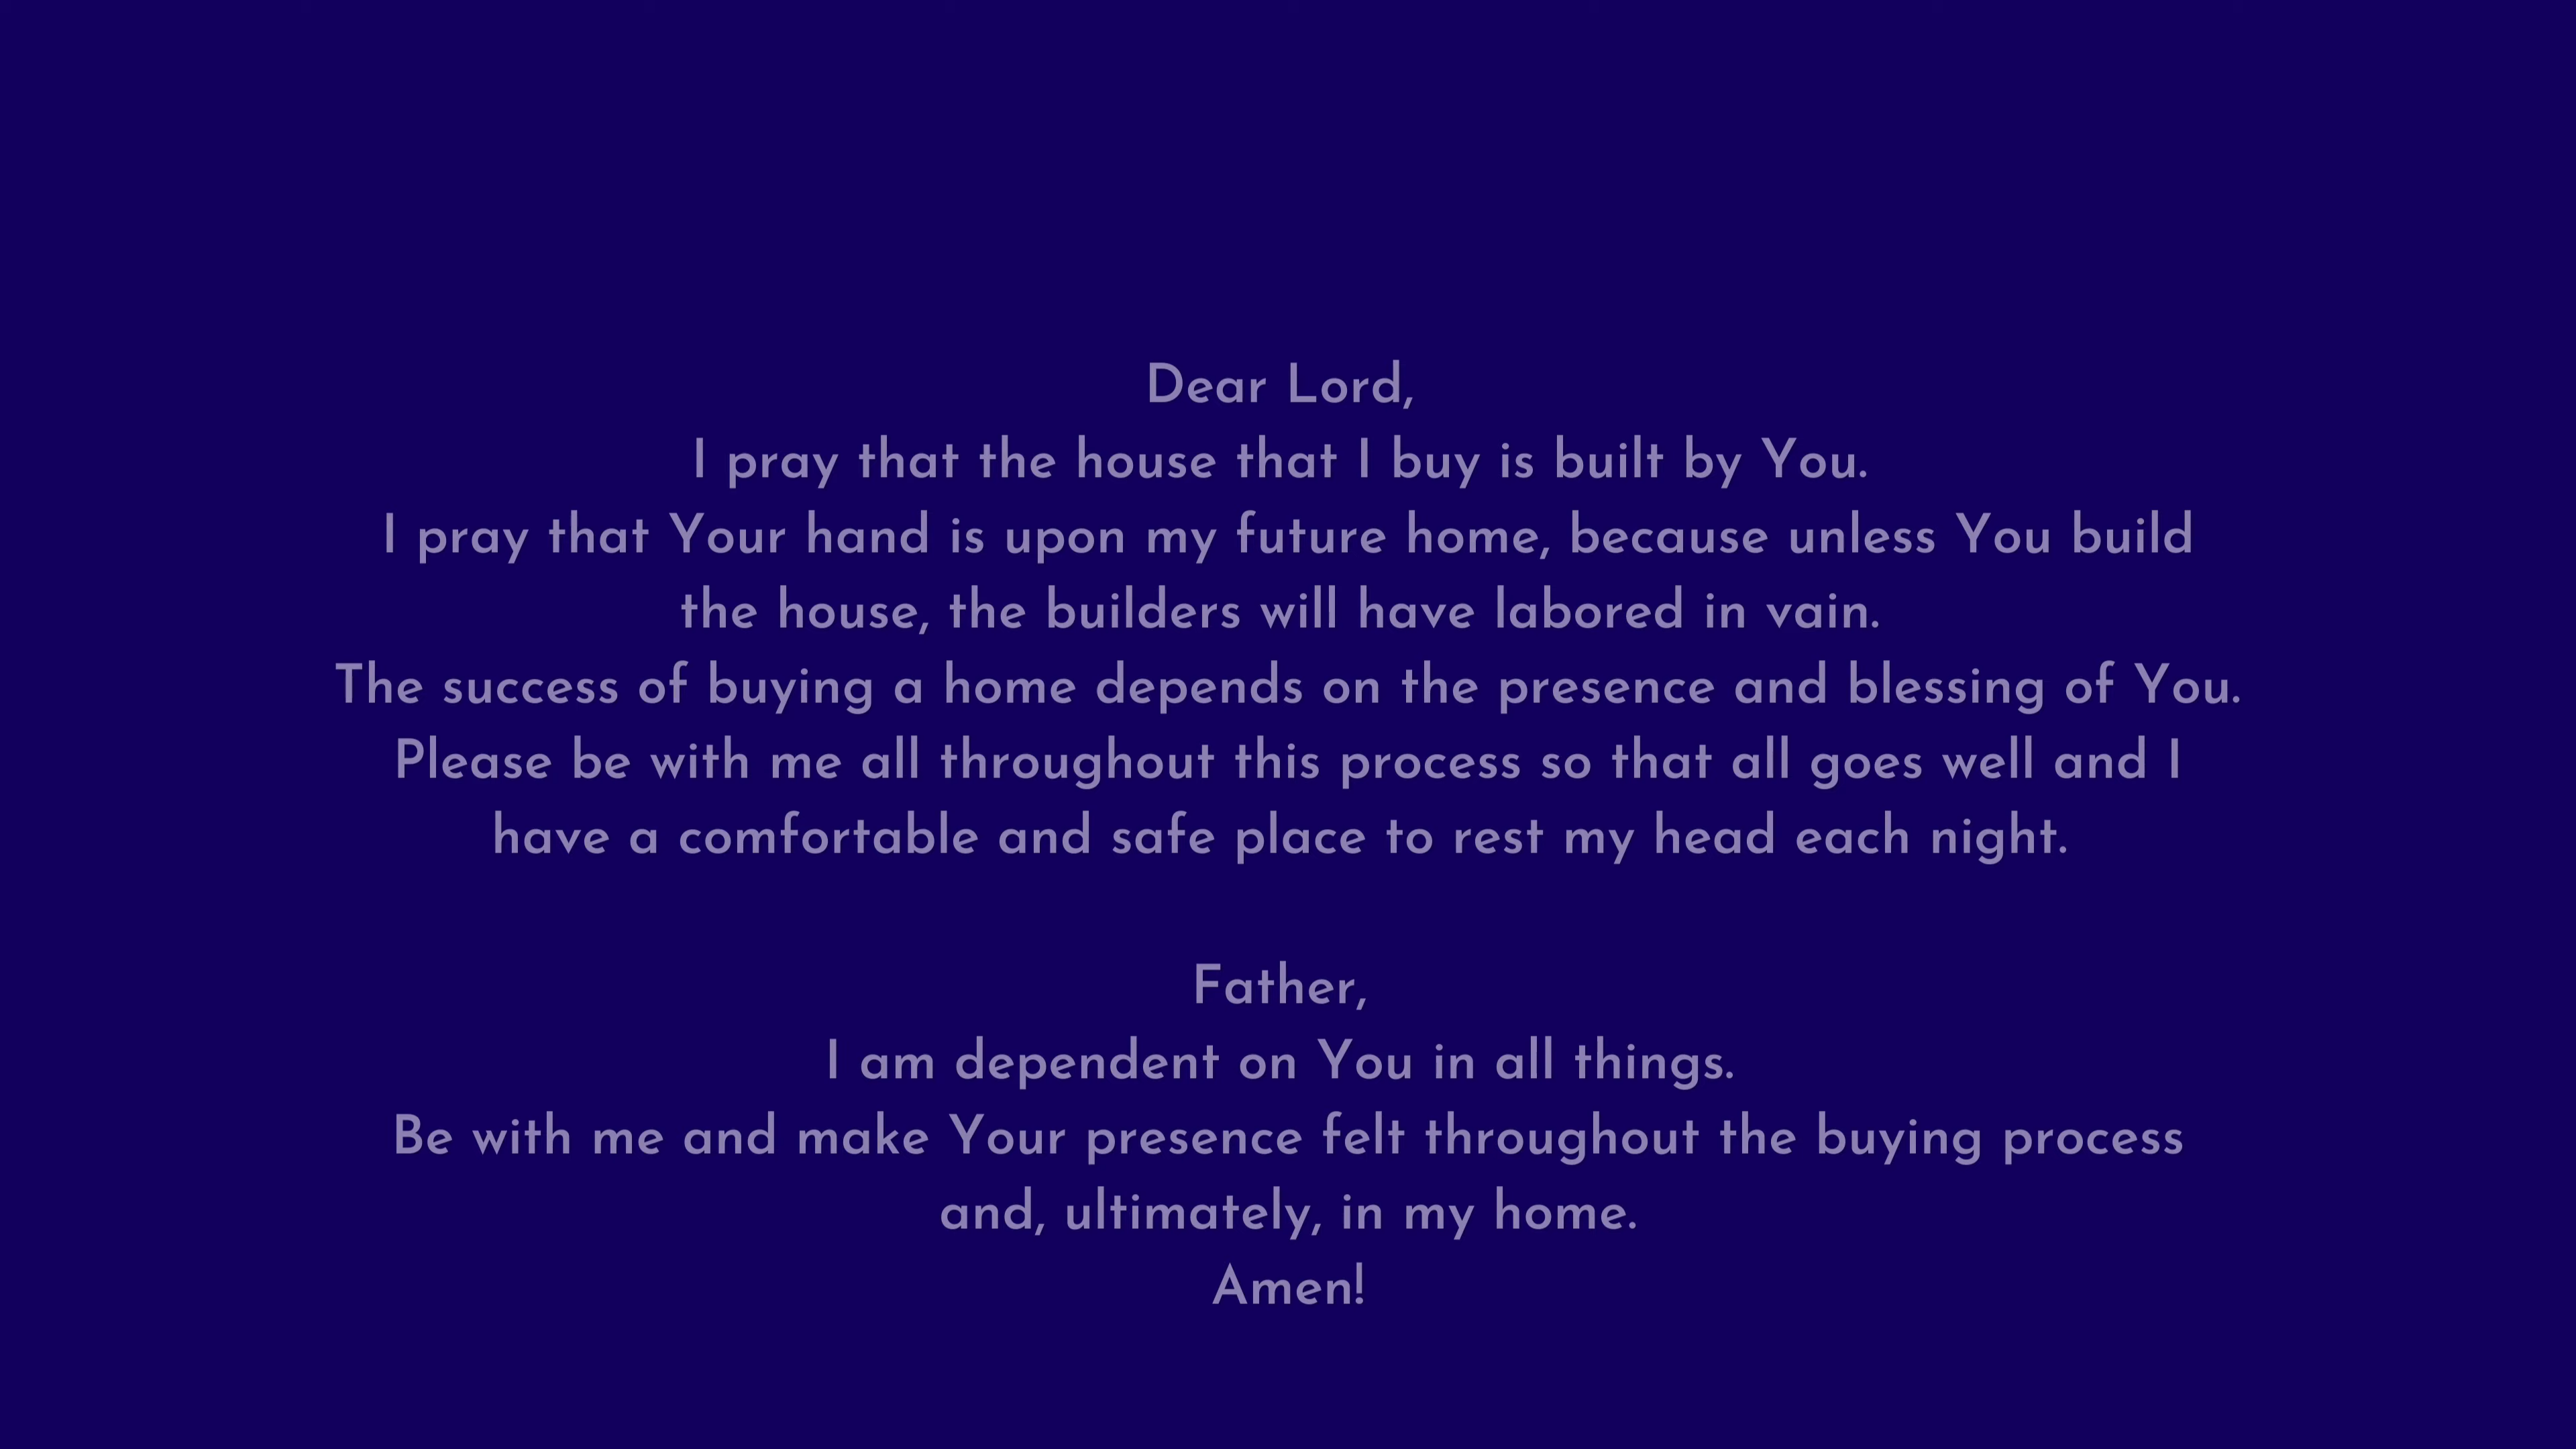 Dear Lord,
I pray that the house that I buy is built by You.
I pray that Your hand is upon my future home, because unless You build
the house, the builders will have labored in vain.
The success of buying a home depends on the presence and blessing of You.
Please be with me all throughout this process so that all goes well and I
have a comfortable and safe place to rest my head each night.
Father,
I am dependent on You in all things.
Be with me and make Your presence felt throughout the buying process
and, ultimately, in my home.
Amen!